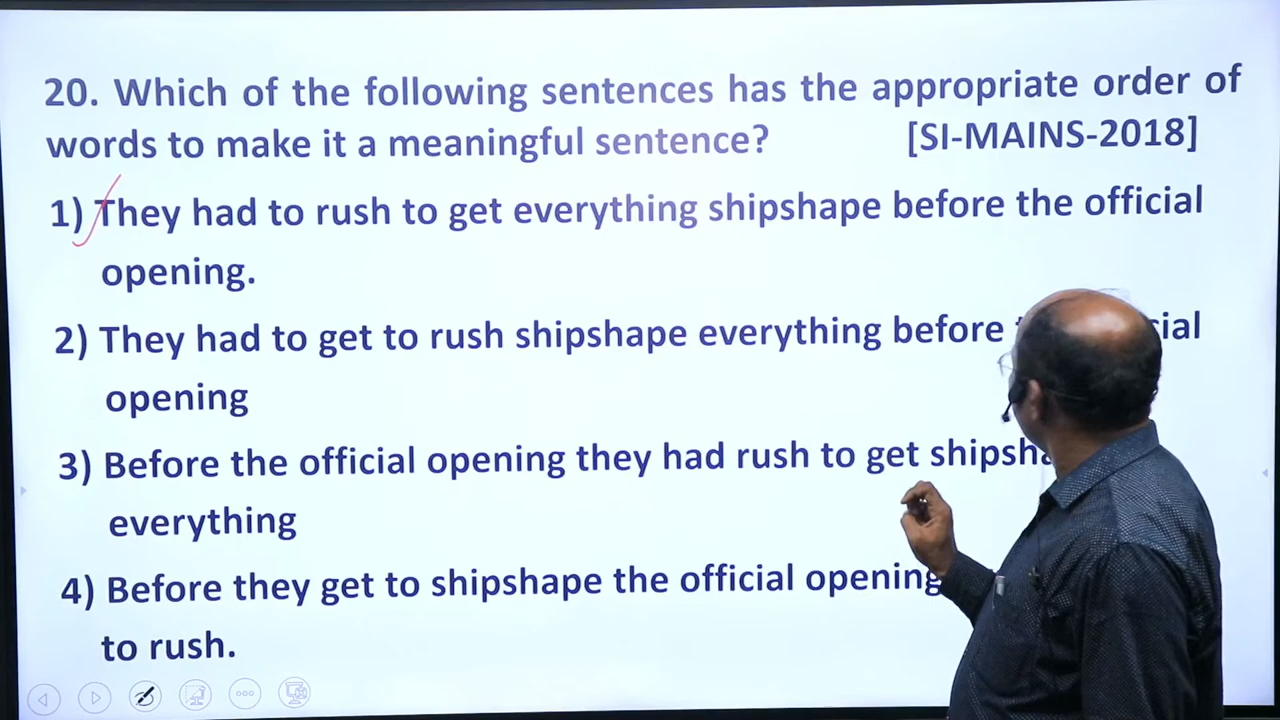 20. Which of the following sentences has the appropriate order of
words to make it a meaningful sentence? [SI-MAINS-2018]
1) They had to rush to get everything shipshape before the official
opening.
2) They had to get to rush shipshape everything before
opening
3) Before the official opening they had rush to get
everything
4) Before they get to shipshape the official opening
to rush.